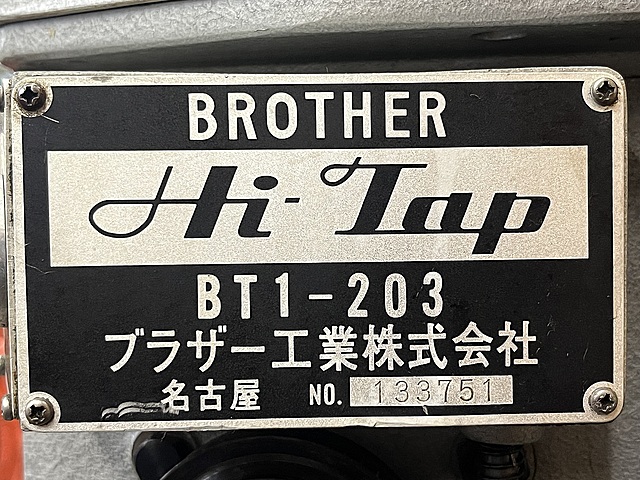 BROTHER
Hi-Tap
BT1-203
ブラザー工業株式会社
名古屋 NO. 133751